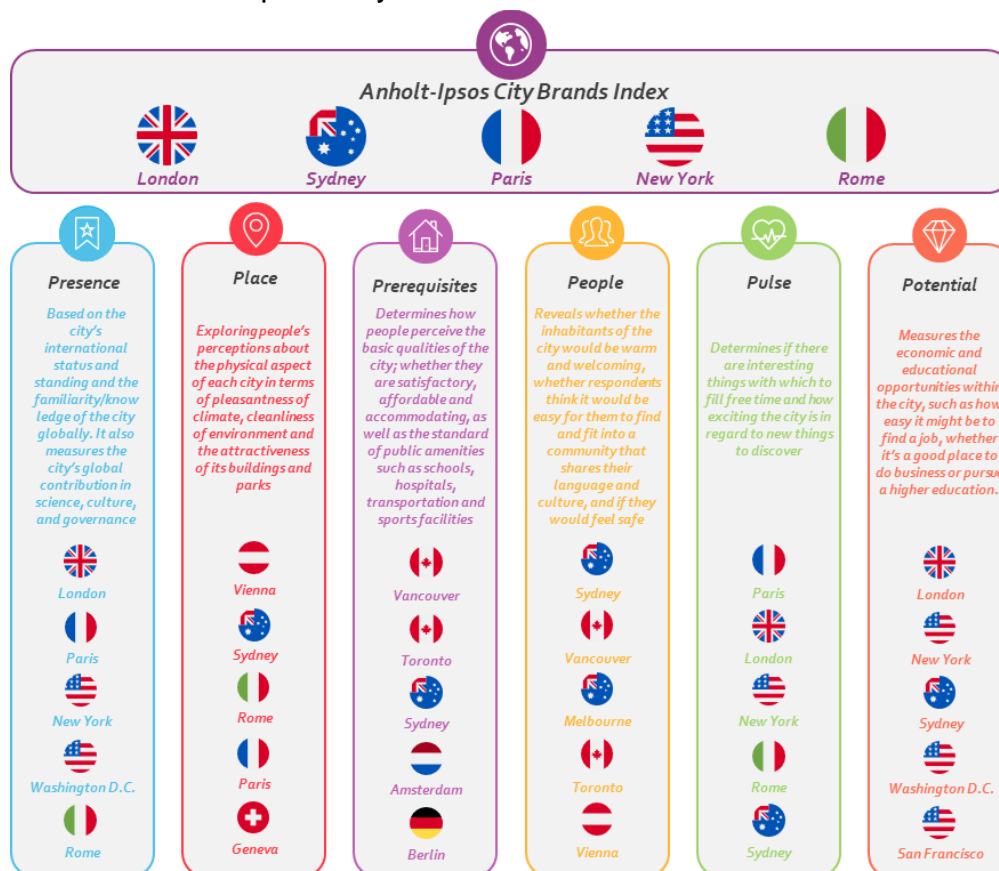 Anholt-Ipsos City Brands Index
London
Sydney
Paris
New York
Rome
Presence
Based on the
city's
international
status and
standing and the
familiarity/know
ledge of the city
globally. It also
measures the
city's global
contribution in
science, culture,
and governance
London
Paris
New York
Washington D.C.
Rome
Place
Exploring people's
perceptions about
the physical aspect
of each city in terms
of pleasantness of
climate, cleanliness
of environment and
the attractiveness
of its buildings and
parks
Vienna
Sydney
Rome
Paris
Geneva
Prerequisites
Determines how
people perceive the
basic qualities of the
city; whether they
are satisfactory,
affordable and
accommodating, as
well as the standard
of public amenities
such as schools,
hospitals,
transportation and
sports facilities
Vancouver
Toronto
Sydney
Amsterdam
Berlin
People
Reveals whether the
inhabitants of the
city would be warm
and welcoming,
whether respondents
think it would be
easy for them to find
and fit into a
community that
shares their
language and
culture, and if they
would feel safe
Sydney
Vancouver
Melbourne
Toronto
Vienna
Pulse
Determines if there
are interesting
things with which to
fill free time and how
exciting the city is in
regard to new things
to discover
Paris
London
New York
Rome
Sydney
Potential
Measures the
economic and
educational
opportunities within
the city, such as how
easy it might be to
find a job, whether
it's a good place to
do business or pursue
a higher education.
London
New York
Sydney
Washington D.C.
San Francisco